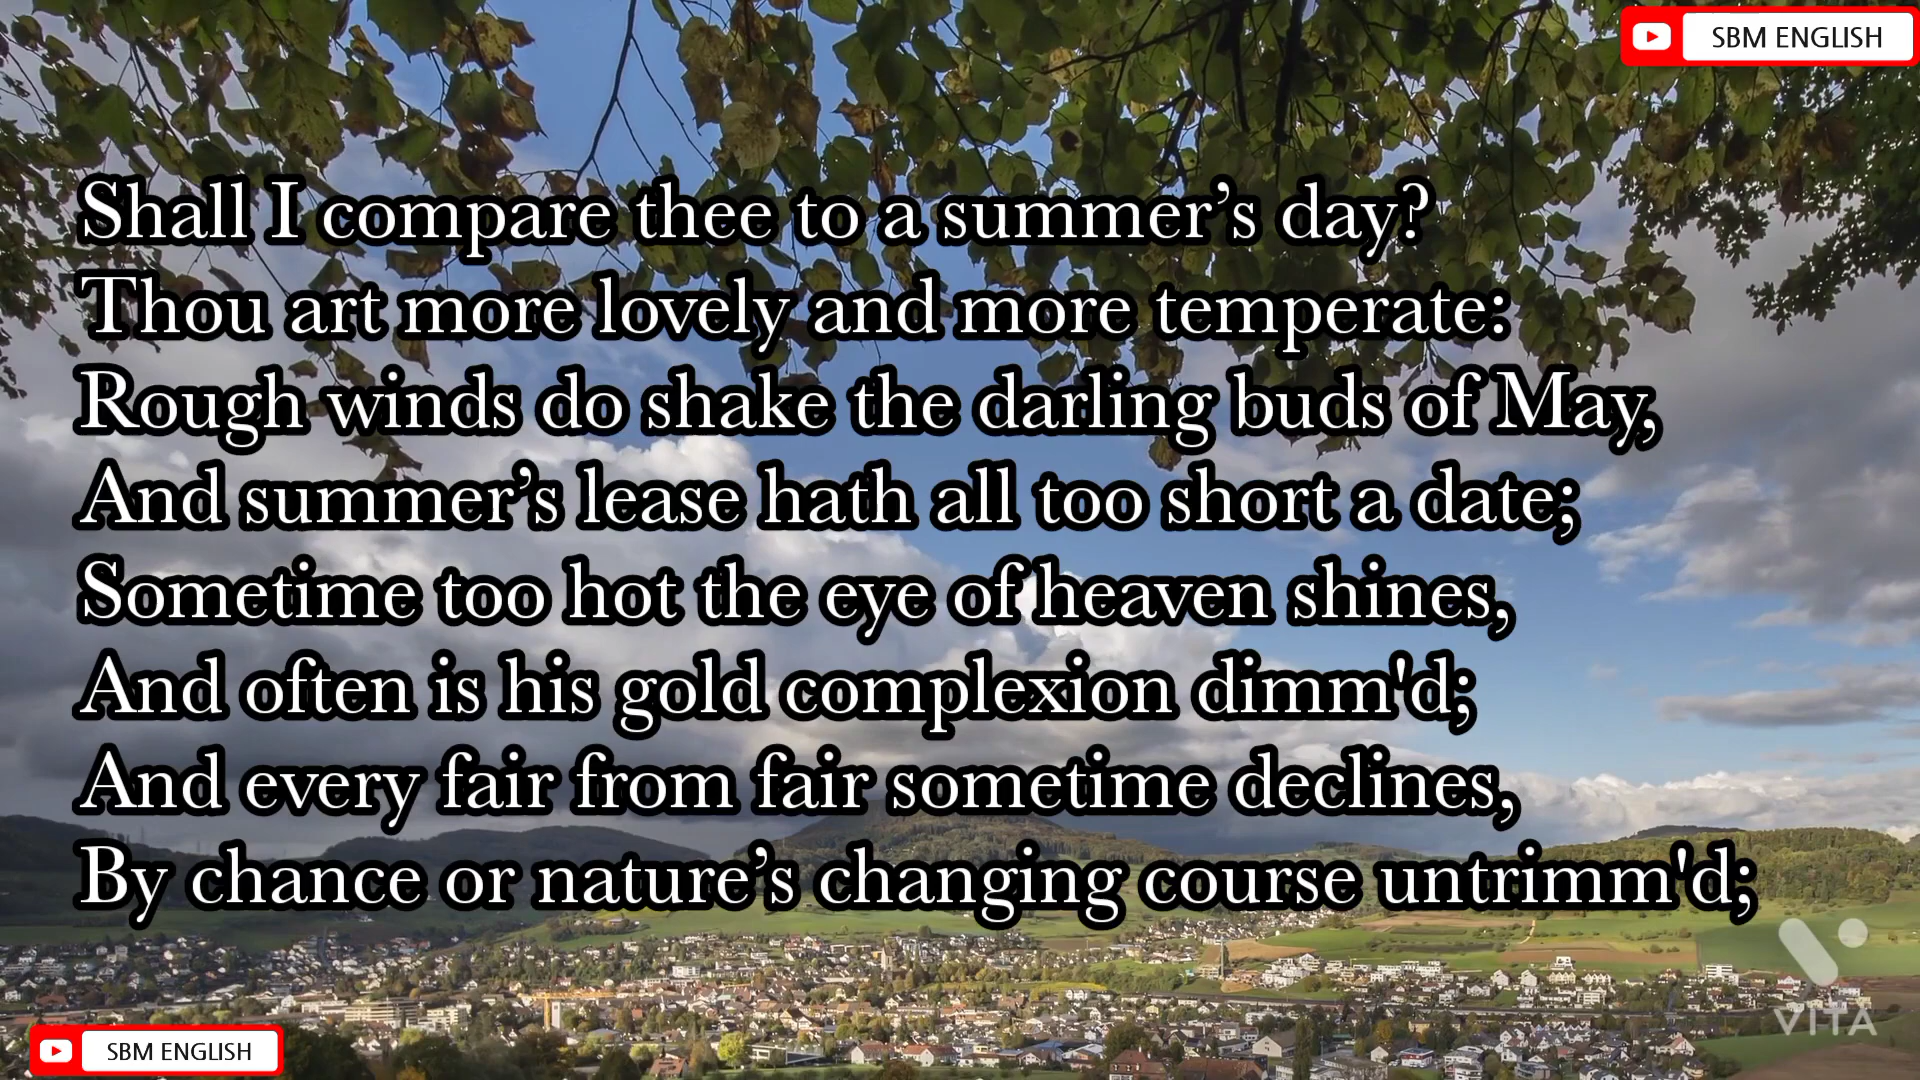 SBM ENGLISH
Shall I compare thee to a summer’s day?
Thou art more lovely and more temperate:
Rough winds do shake the darling buds of May,
And summer’s lease hath all too short a date;
Sometime too hot the eye of heaven shines,
And often is his gold complexion dimm'd;
And every fair from fair sometime declines,
By chance or nature’s changing course untrimm'd;
VITA
SBM ENGLISH